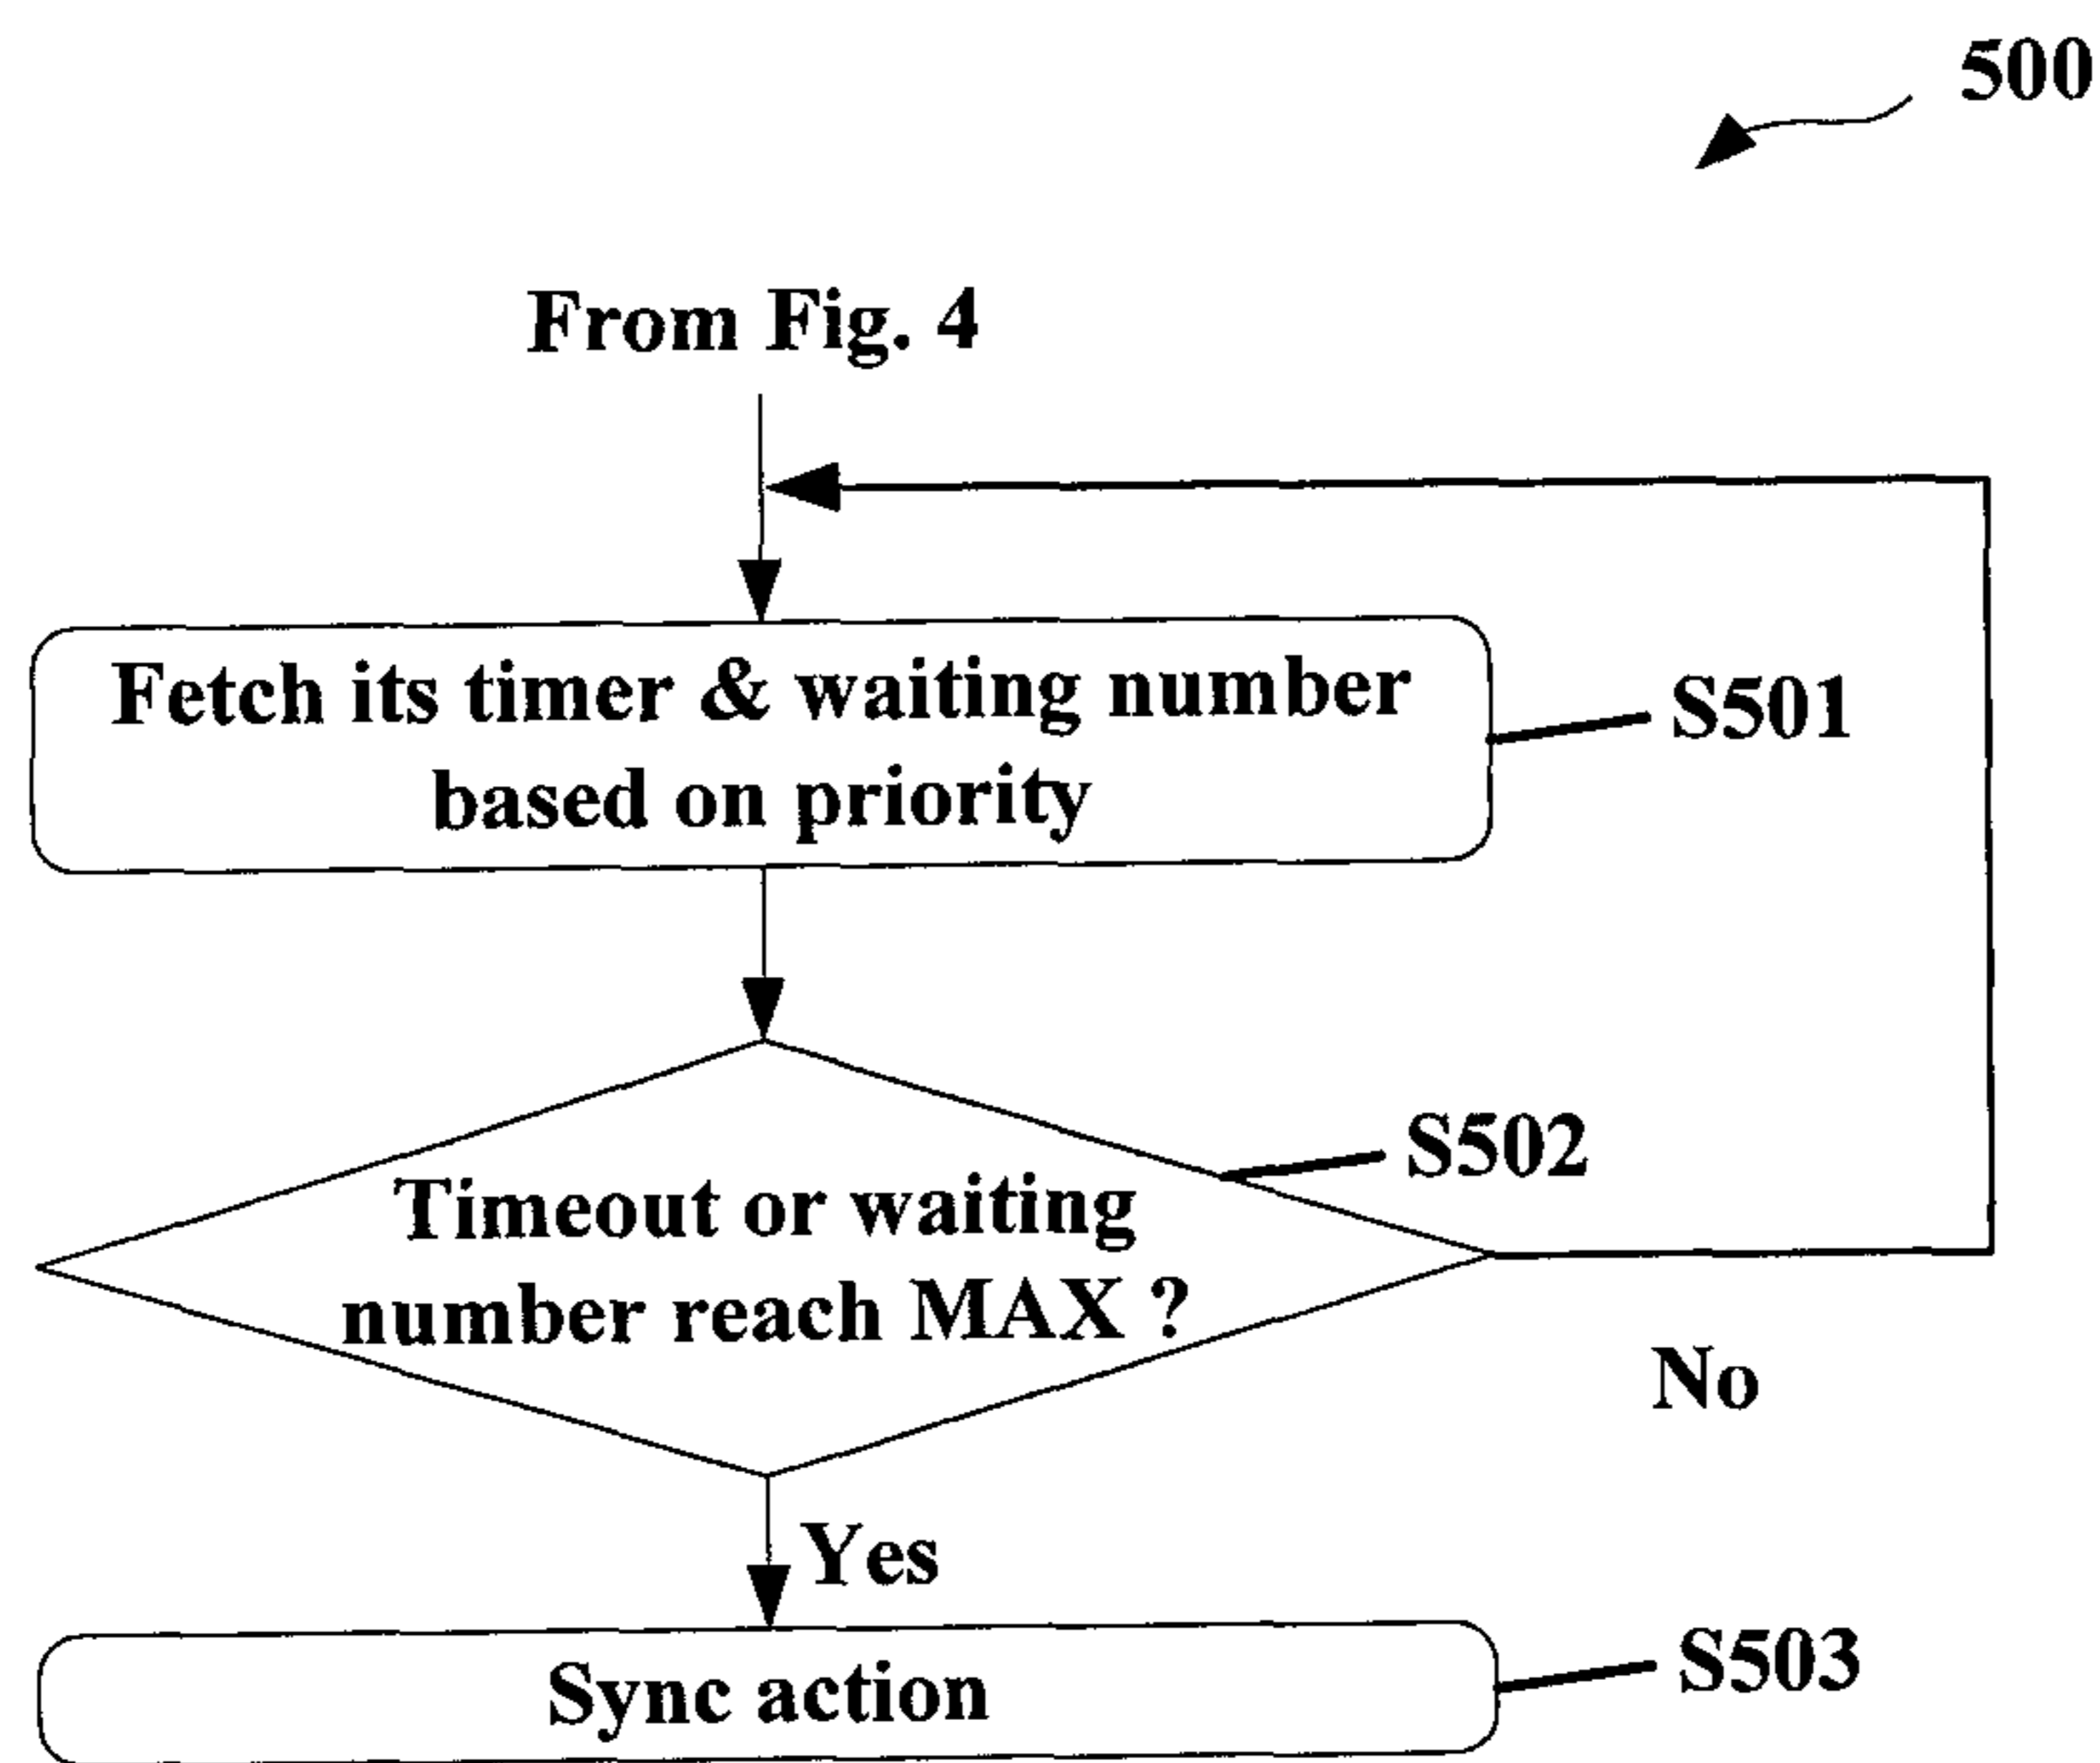 500
From Fig. 4
Fetch its timer & waiting number
based on priority
S501
S502
Timeout or waiting
number reach MAX ?
No
Yes
Sync action
S503